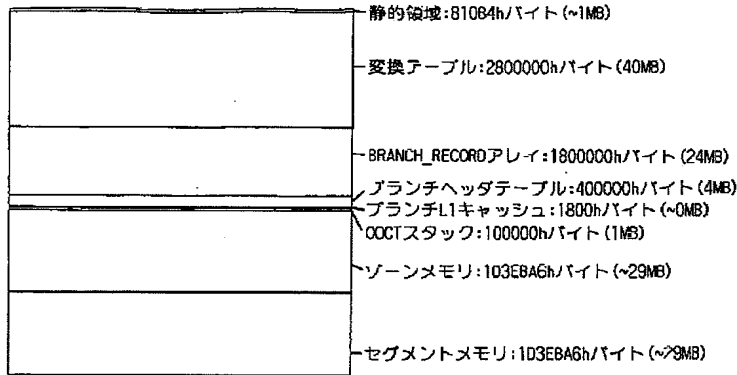 静的領域:81064hバイト(~1MB)
変換テーブル:2800000hバイト(40MB)
BRANCH_RECORDアレイ:1800000hバイト(24MB)
ブランチヘッダテーブル:400000hバイト(4MB)
ブランチL1キャッシュ:1800hバイト(~0MB)
OOCTスタック:100000hバイト(1MB)
ゾーンメモリ:1D3EBA6hバイト(~29MB)
セグメントメモリ:1D3EBA6hバイト(~29MB)